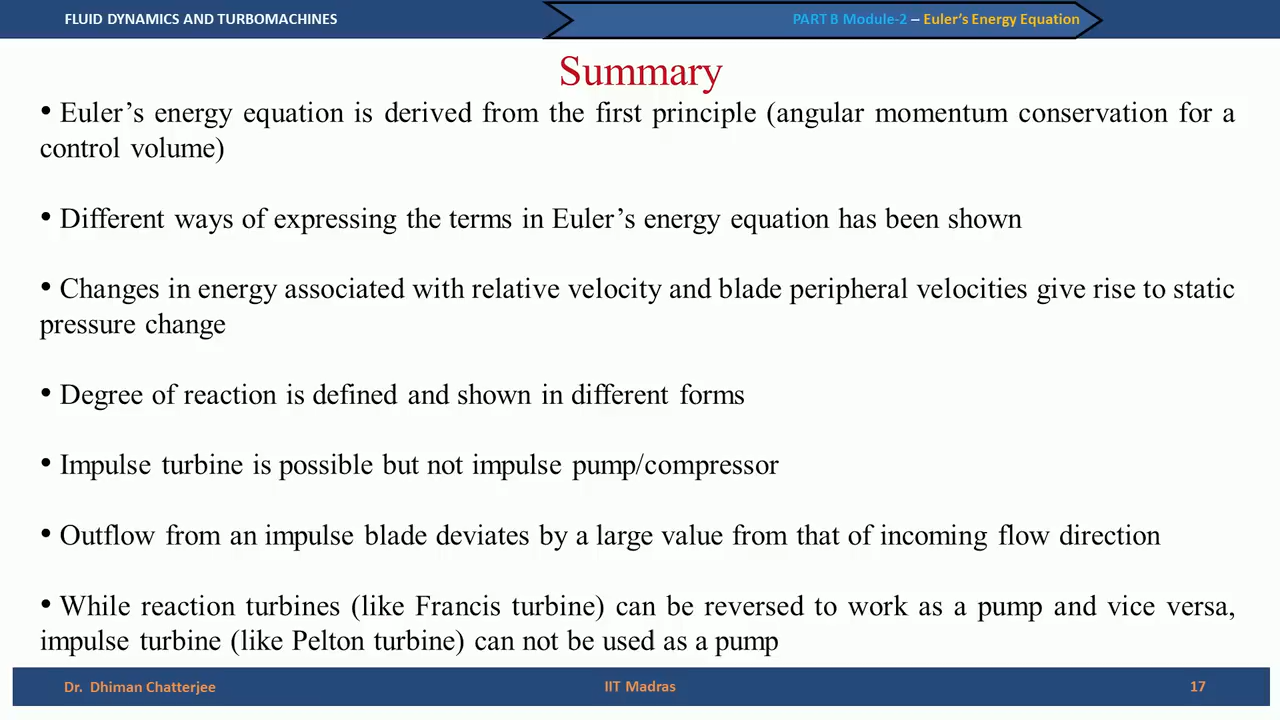 FLUID DYNAMICS AND TURBOMACHINES
PART B Module-2 – Euler's Energy Equation
Summary
• Euler's energy equation is derived from the first principle (angular momentum conservation for a
control volume)
• Different ways of expressing the terms in Euler's energy equation has been shown
• Changes in energy associated with relative velocity and blade peripheral velocities give rise to static
pressure change
• Degree of reaction is defined and shown in different forms
• Impulse turbine is possible but not impulse pump/compressor
• Outflow from an impulse blade deviates by a large value from that of incoming flow direction
• While reaction turbines (like Francis turbine) can be reversed to work as a pump and vice versa,
impulse turbine (like Pelton turbine) can not be used as a pump
Dr. Dhiman Chatterjee
IIT Madras
17